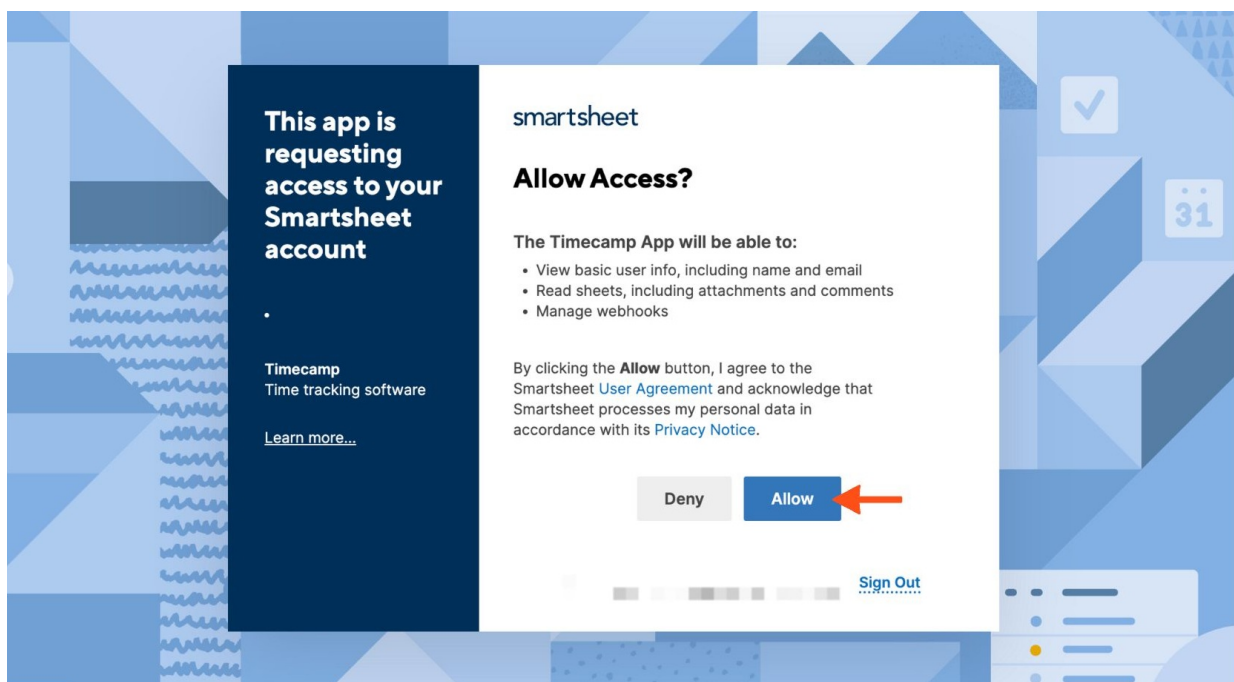 This app is
requesting
access to your
Smartsheet
account
.
Timecamp
Time tracking software
Learn more...
smartsheet
Allow Access?
The Timecamp App will be able to:
• View basic user info, including name and email
• Read sheets, including attachments and comments
• Manage webhooks
By clicking the Allow button, I agree to the
Smartsheet User Agreement and acknowledge that
Smartsheet processes my personal data in
accordance with its Privacy Notice.
Deny Allow
Sign Out
31